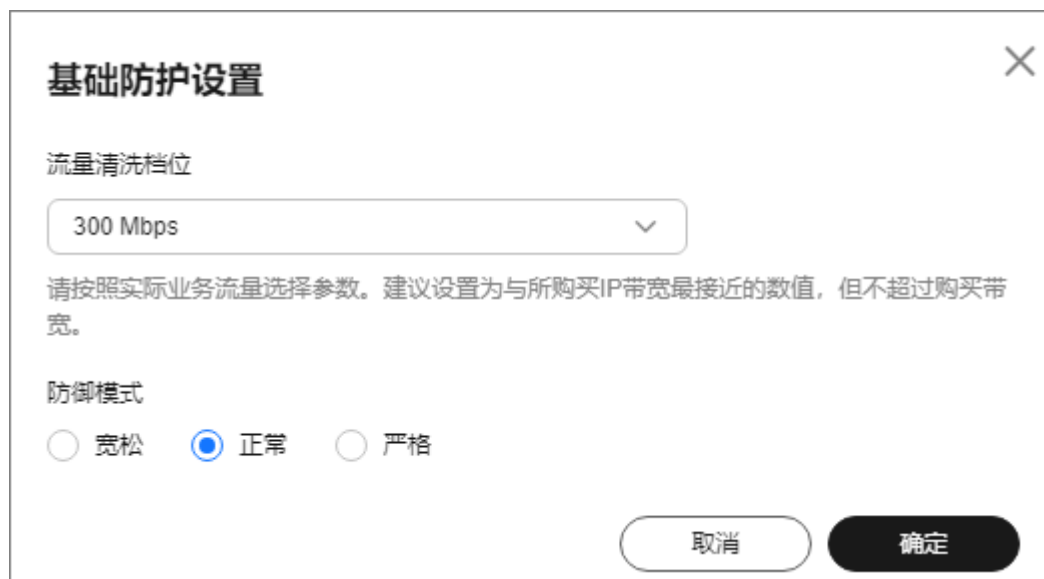 基础防护设置
流量清洗档位
300 Mbps
请按照实际业务流量选择参数。建议设置为与所购买IP带宽最接近的数值，但不超过购买带
宽。
防御模式
宽松 正常 严格
取消 确定